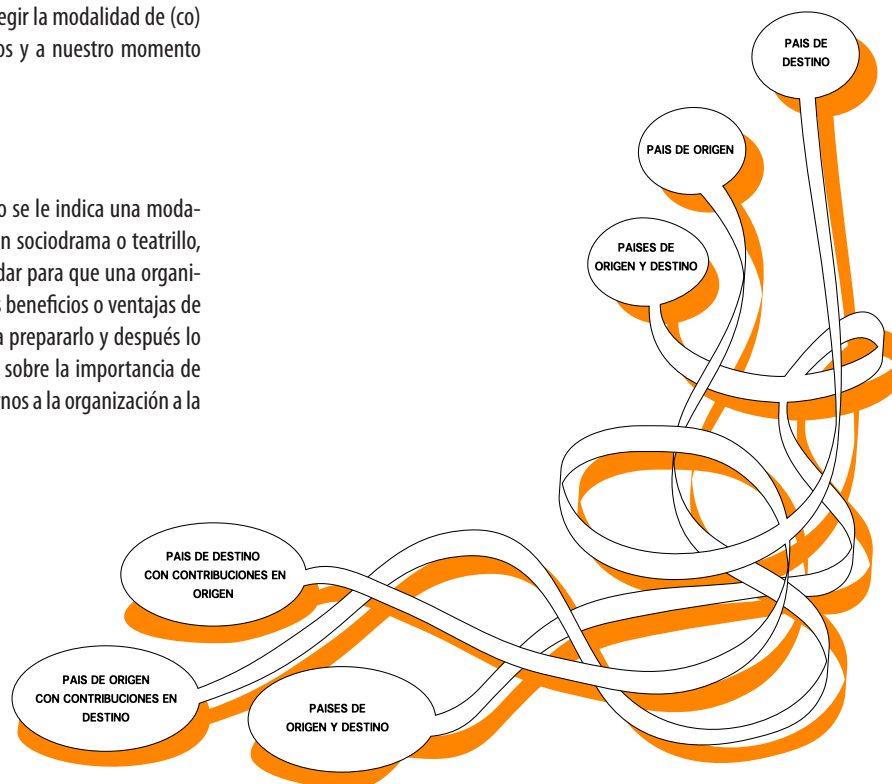 egir la modalidad de (co)
os y a nuestro momento
o se le indica una moda-
n sociodrama o teatrillo,
dar para que una organi-
s beneficios o ventajas de
a prepararlo y después lo
sobre la importancia de
rnos a la organización a la
PAIS DE
DESTINO
PAIS DE ORIGEN
PAISES DE
ORIGEN Y DESTINO
PAIS DE DESTINO
CON CONTRIBUCIONES EN
ORIGEN
PAIS DE ORIGEN
CON CONTRIBUCIONES EN
DESTINO
PAISES DE
ORIGEN Y DESTINO